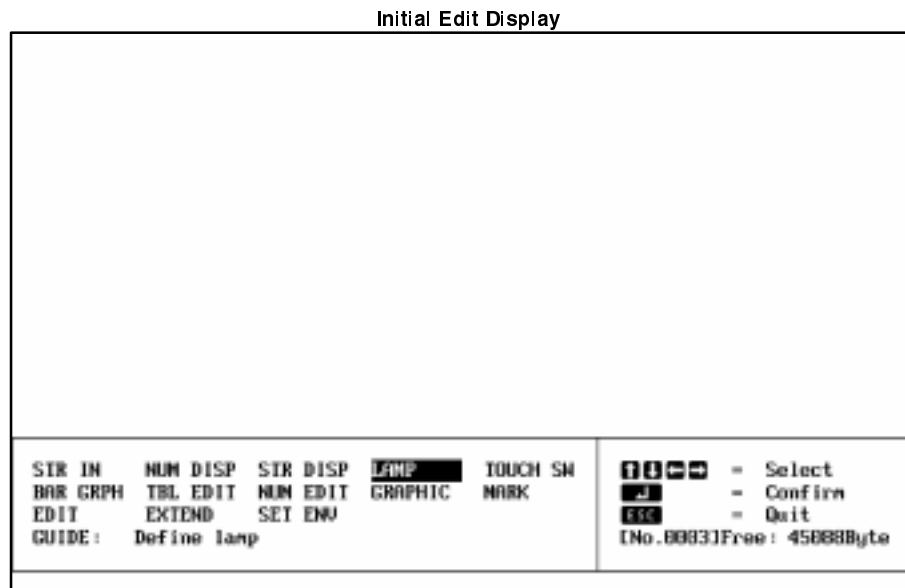 Initial Edit Display
STR IN NUM DISP STR DISP LAMP TOUCH SW
BAR GRPH TBL EDIT NUM EDIT GRAPHIC MARK
EDIT EXTEND SET ENV
GUIDE: Define lamp
↑↓←→ = Select
↵ = Confirm
ESC = Quit
[No.0003]Free: 45088Byte